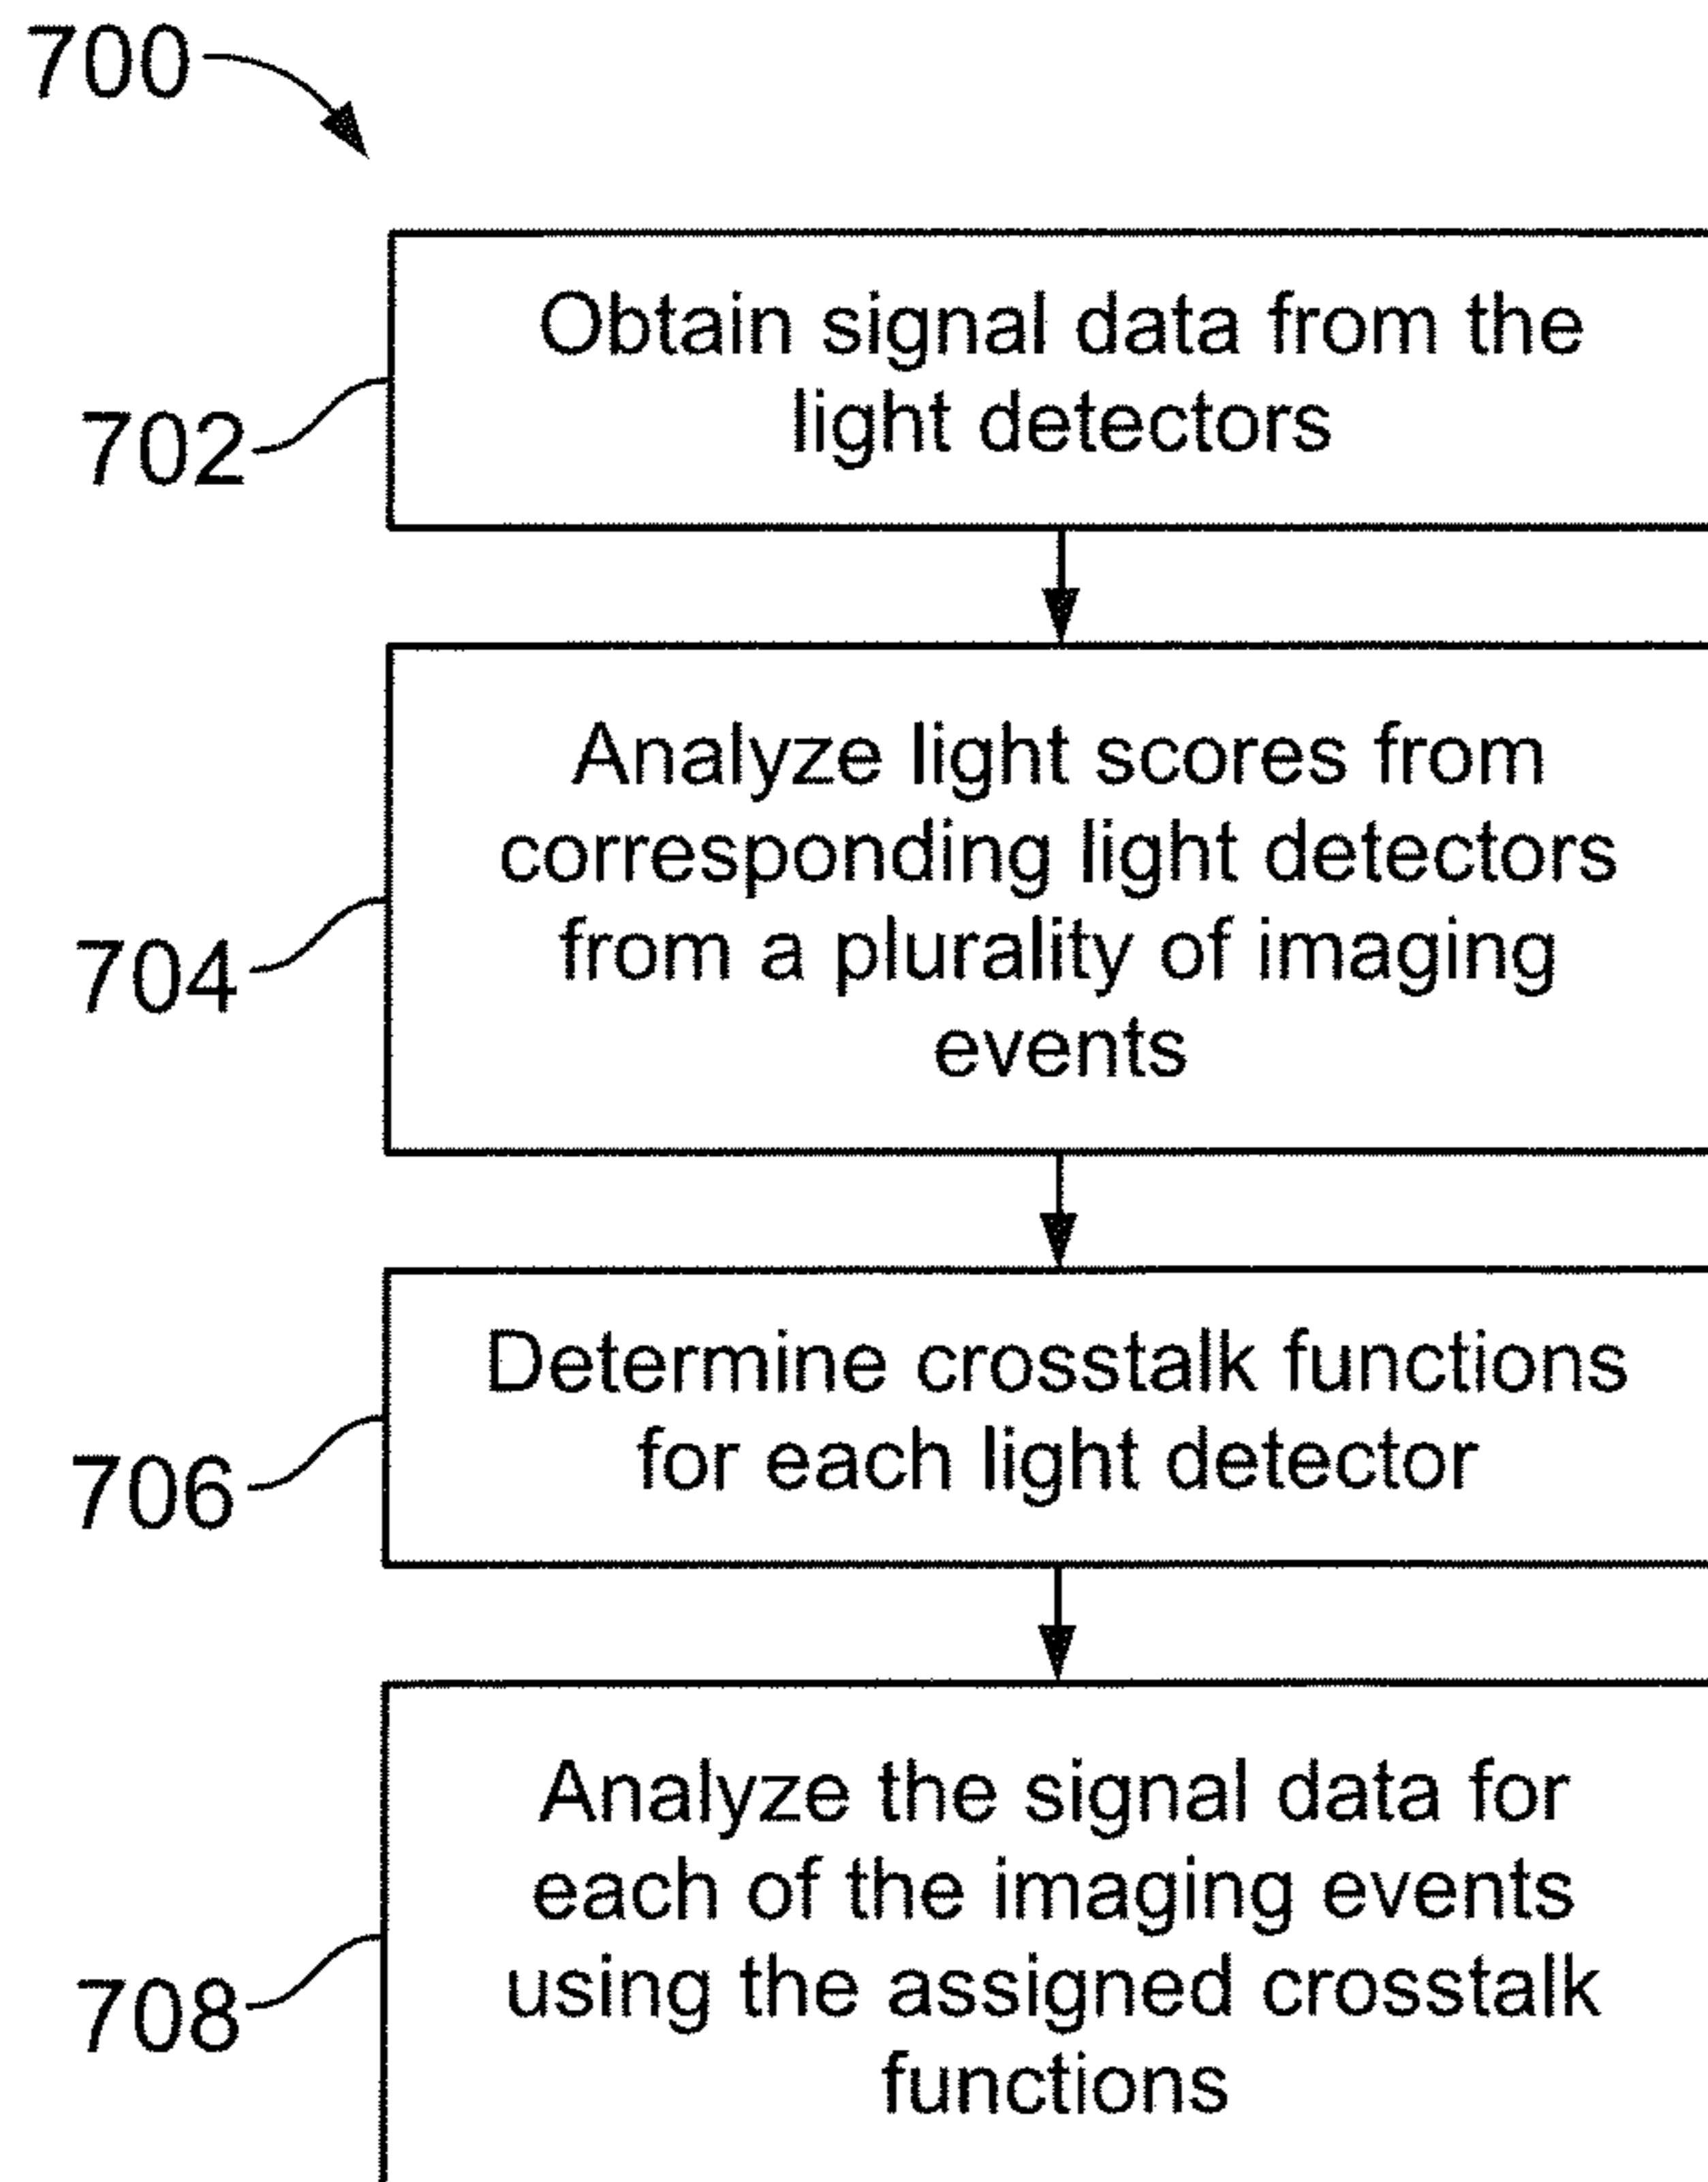 700
Obtain signal data from the
light detectors
702
Analyze light scores from
corresponding light detectors
from a plurality of imaging
events
704
Determine crosstalk functions
for each light detector
706
Analyze the signal data for
each of the imaging events
using the assigned crosstalk
functions
708